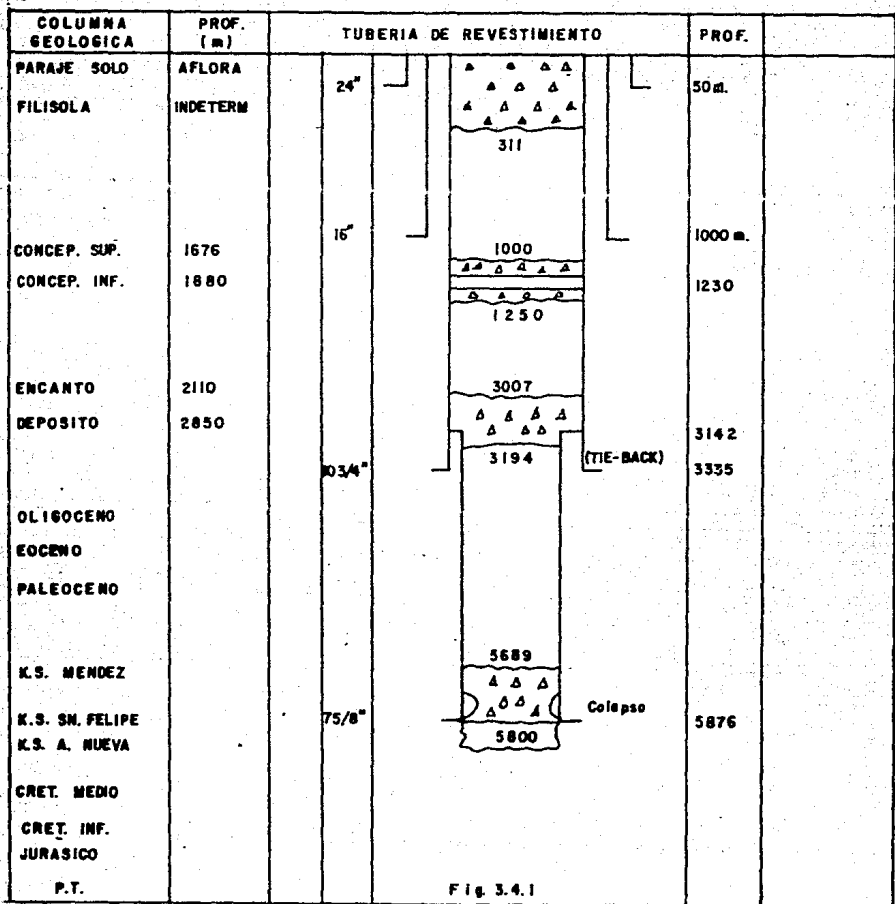 COLUMNA GEOLOGICA
PROF. (m)
TUBERIA DE REVESTIMIENTO
PROF.
PARAJE SOLO AFLORA
24" 50 m.
FILISOLA INDETERM
311
16" 1000 m.
CONCEP. SUP. 1676 1000
CONCEP. INF. 1880 1230
1250
ENCANTO 2110 3007
DEPOSITO 2850 3142
3194 (TIE-BACK)
10 3/4" 3335
OLIGOCENO
EOCENO
PALEOCENO
5689
K.S. MENDEZ
Colapso
K.S. SN. FELIPE 75/8" 5876
5800
K.S. A. NUEVA
CRET. MEDIO
CRET. INF.
JURASICO
P.T. Fig. 3.4.1